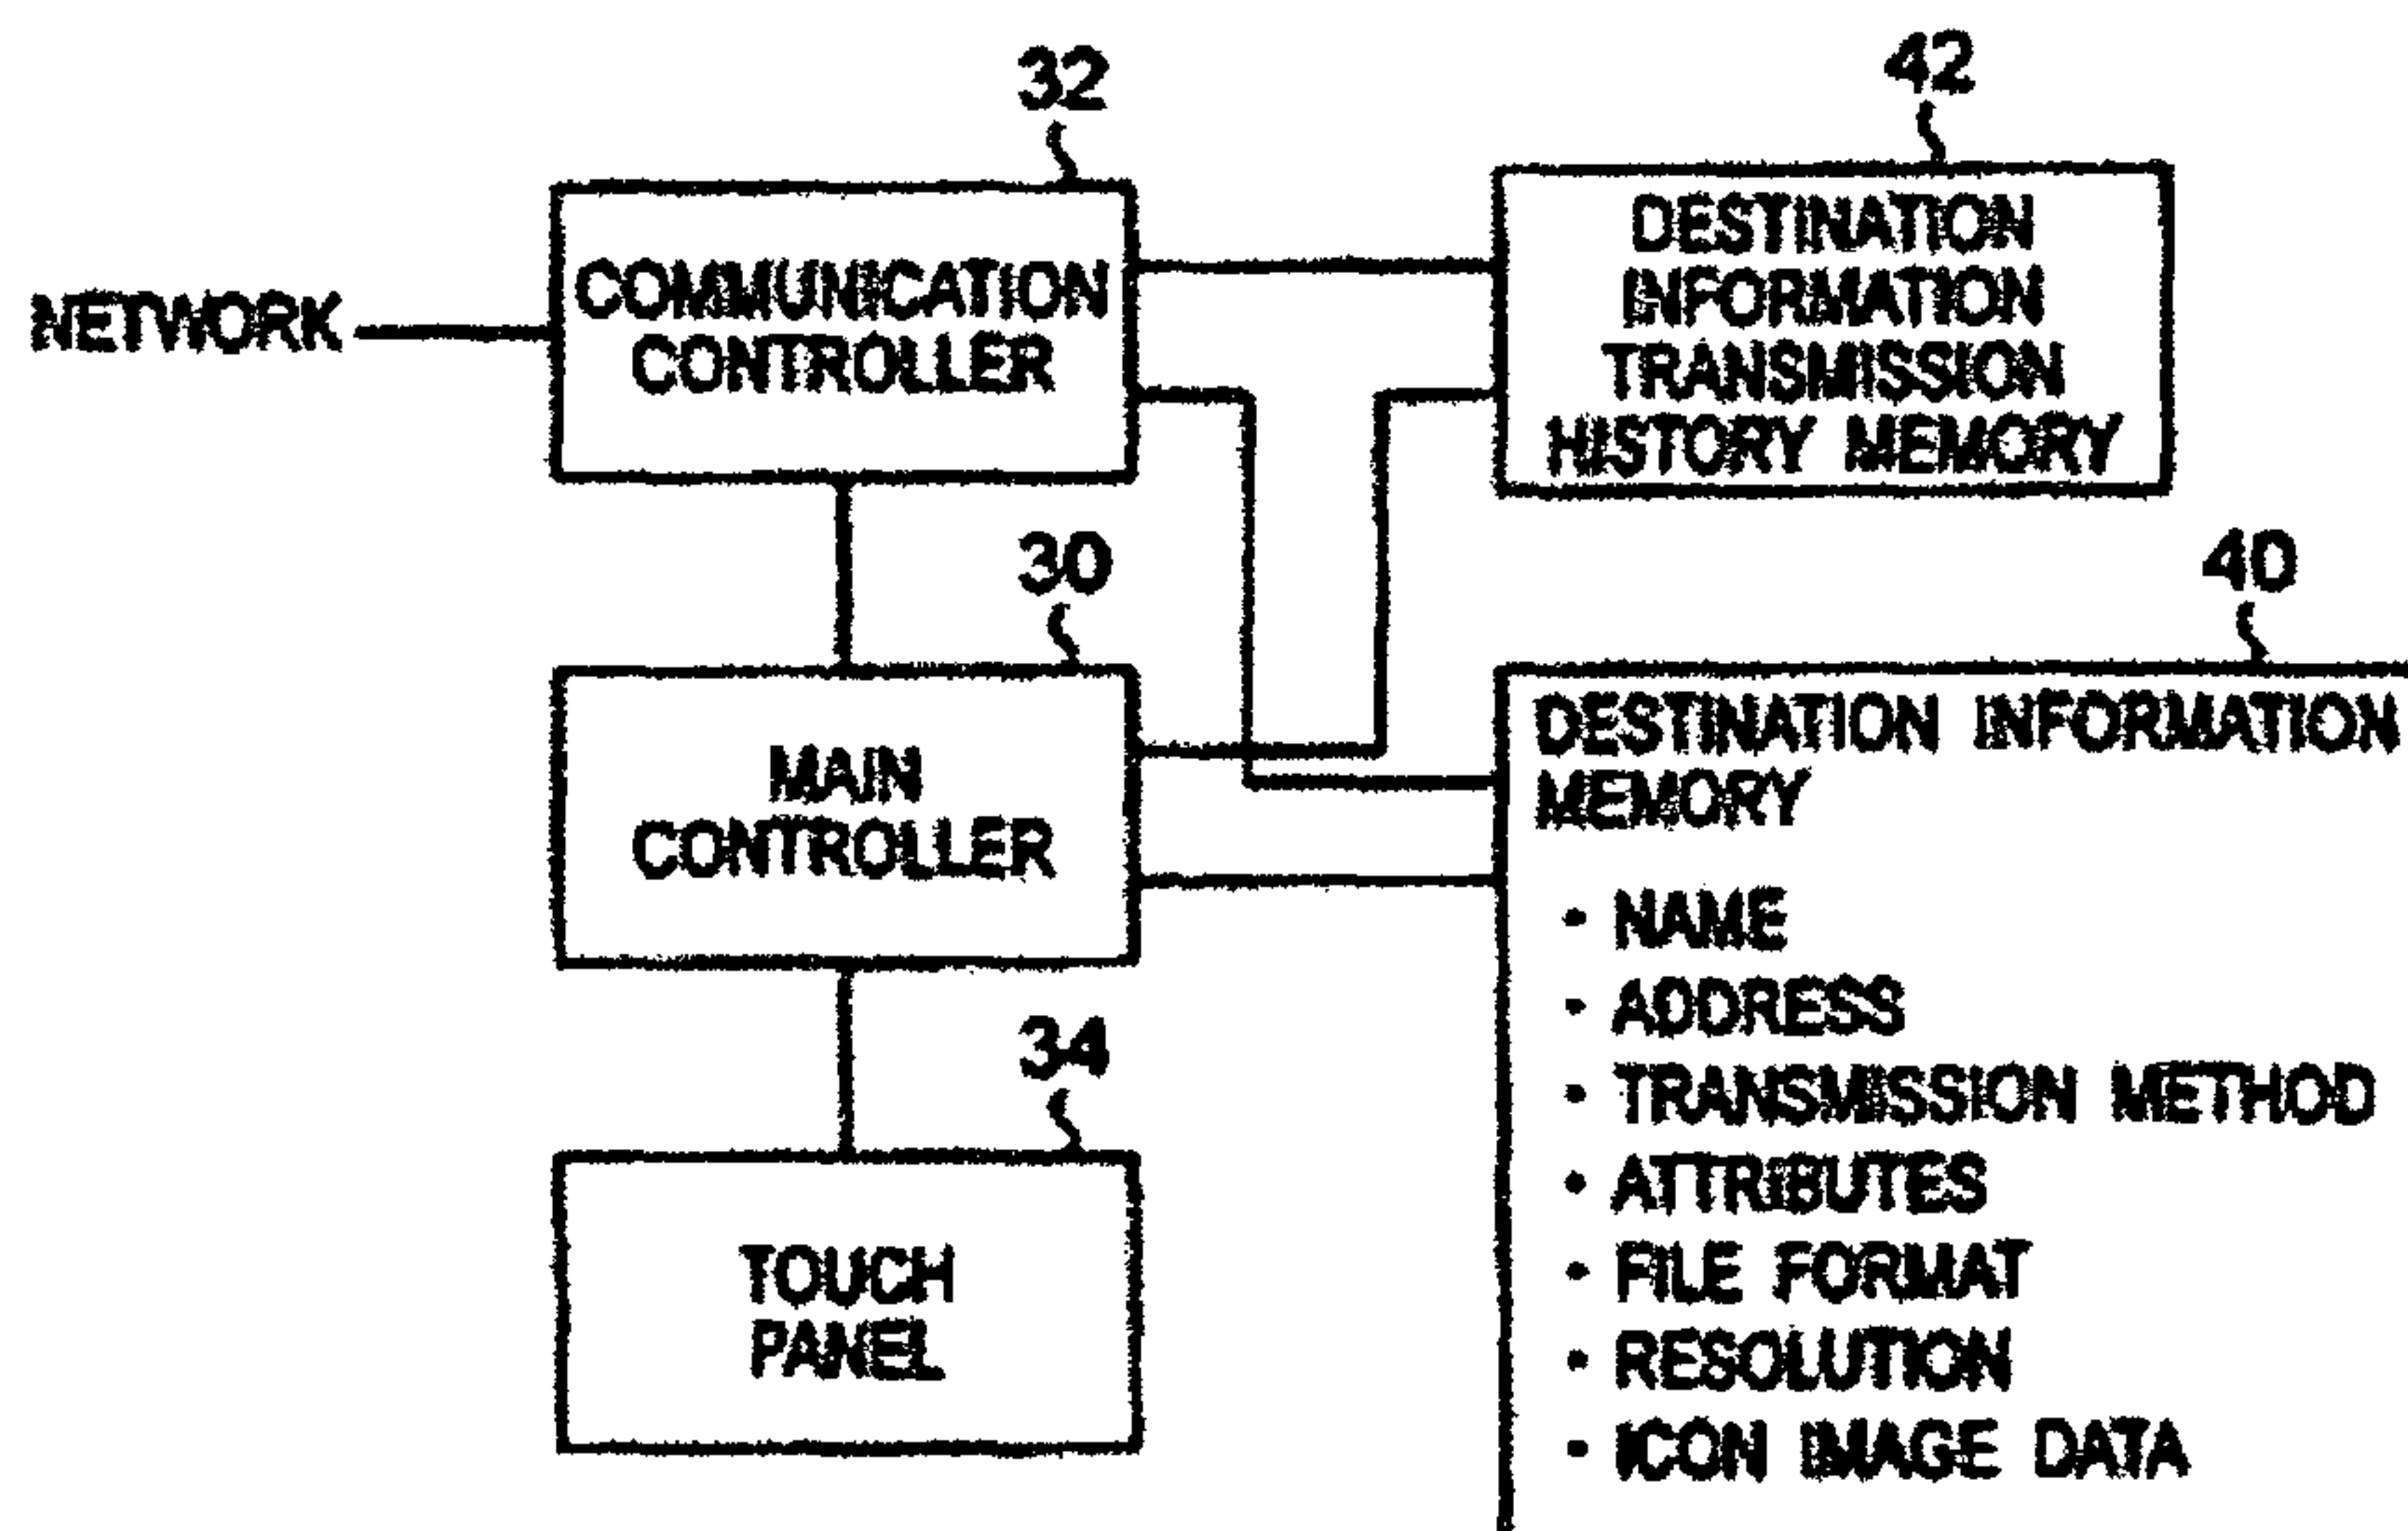 32
42
NETWORK
COMMUNICATION
CONTROLLER
DESTINATION
INFORMATION
TRANSMISSION
HISTORY MEMORY
30
40
MAIN
CONTROLLER
DESTINATION INFORMATION
MEMORY
• NAME
• ADDRESS
• TRANSMISSION METHOD
• ATTRIBUTES
• FILE FORMAT
• RESOLUTION
• ICON IMAGE DATA
34
TOUCH
PANEL